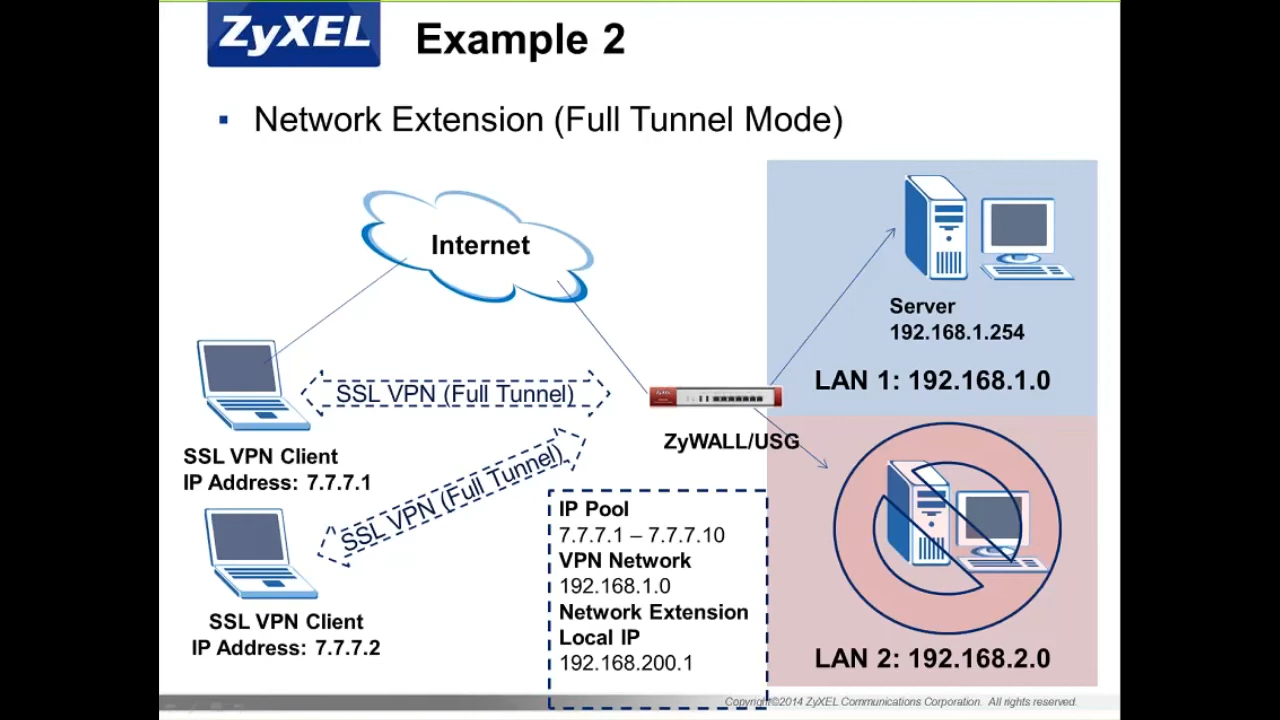 ZyXEL
Example 2
▪ Network Extension (Full Tunnel Mode)
Internet
Server
192.168.1.254
LAN 1: 192.168.1.0
SSL VPN (Full Tunnel)
ZyWALL/USG
SSL VPN Client
IP Address: 7.7.7.1
SSL VPN (Full Tunnel)
SSL VPN Client
IP Address: 7.7.7.2
IP Pool
7.7.7.1 – 7.7.7.10
VPN Network
192.168.1.0
Network Extension
Local IP
192.168.200.1
LAN 2: 192.168.2.0
Copyright©2014 ZyXEL Communications Corporation. All rights reserved.